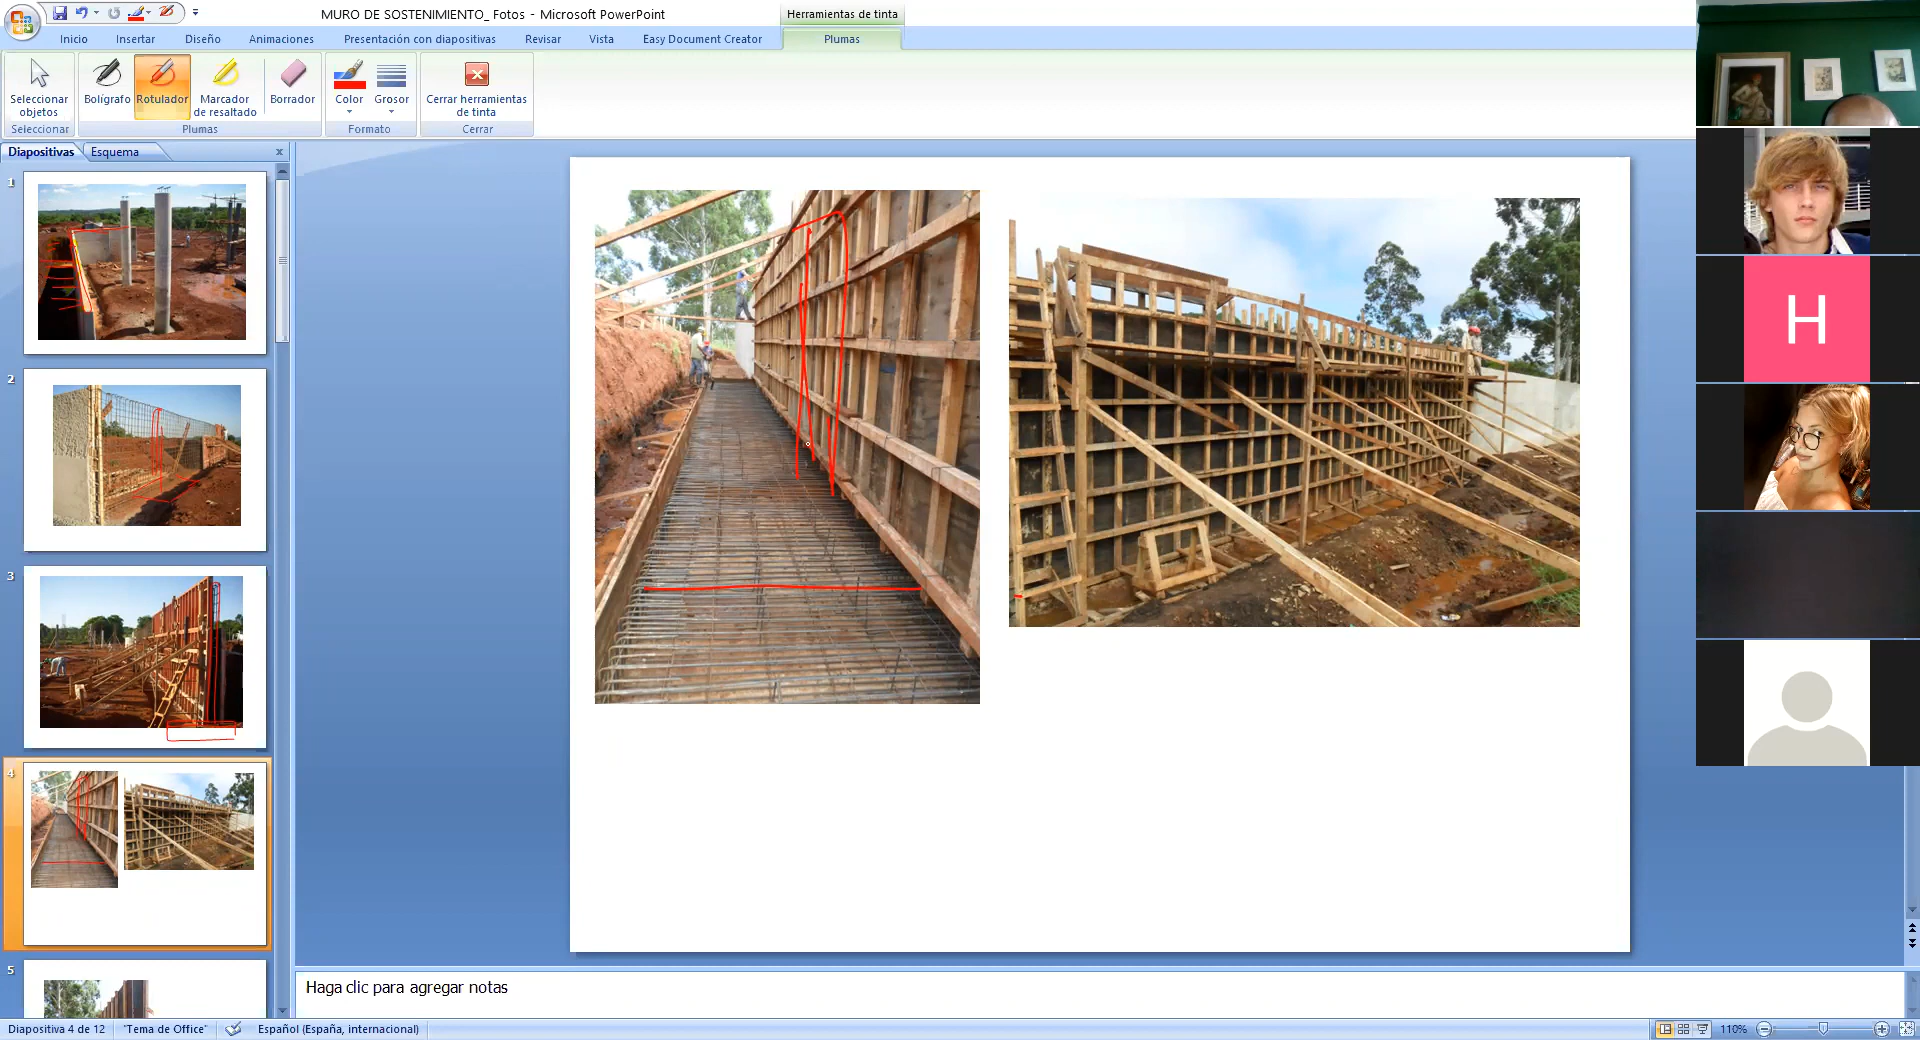 MURO DE SOSTENIMIENTO_ Fotos - Microsoft PowerPoint
Herramientas de tinta
Inicio
Insertar
Diseño
Animaciones
Presentación con diapositivas
Revisar
Vista
Easy Document Creator
Plumas
Seleccionar
objetos
Bolígrafo
Rotulador
Marcador
de resaltado
Borrador
Color
Grosor
Cerrar herramientas
de tinta
Seleccionar
Plumas
Formato
Cerrar
Diapositivas
Esquema
1
2
3
4
5
H
Haga clic para agregar notas
Diapositiva 4 de 12
"Tema de Office"
Español (España, internacional)
110%